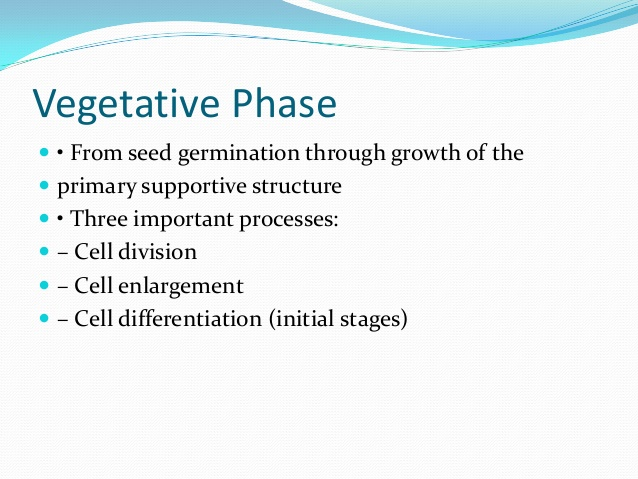 Vegetative Phase
• • From seed germination through growth of the
• primary supportive structure
• • Three important processes:
• – Cell division
• – Cell enlargement
• – Cell differentiation (initial stages)